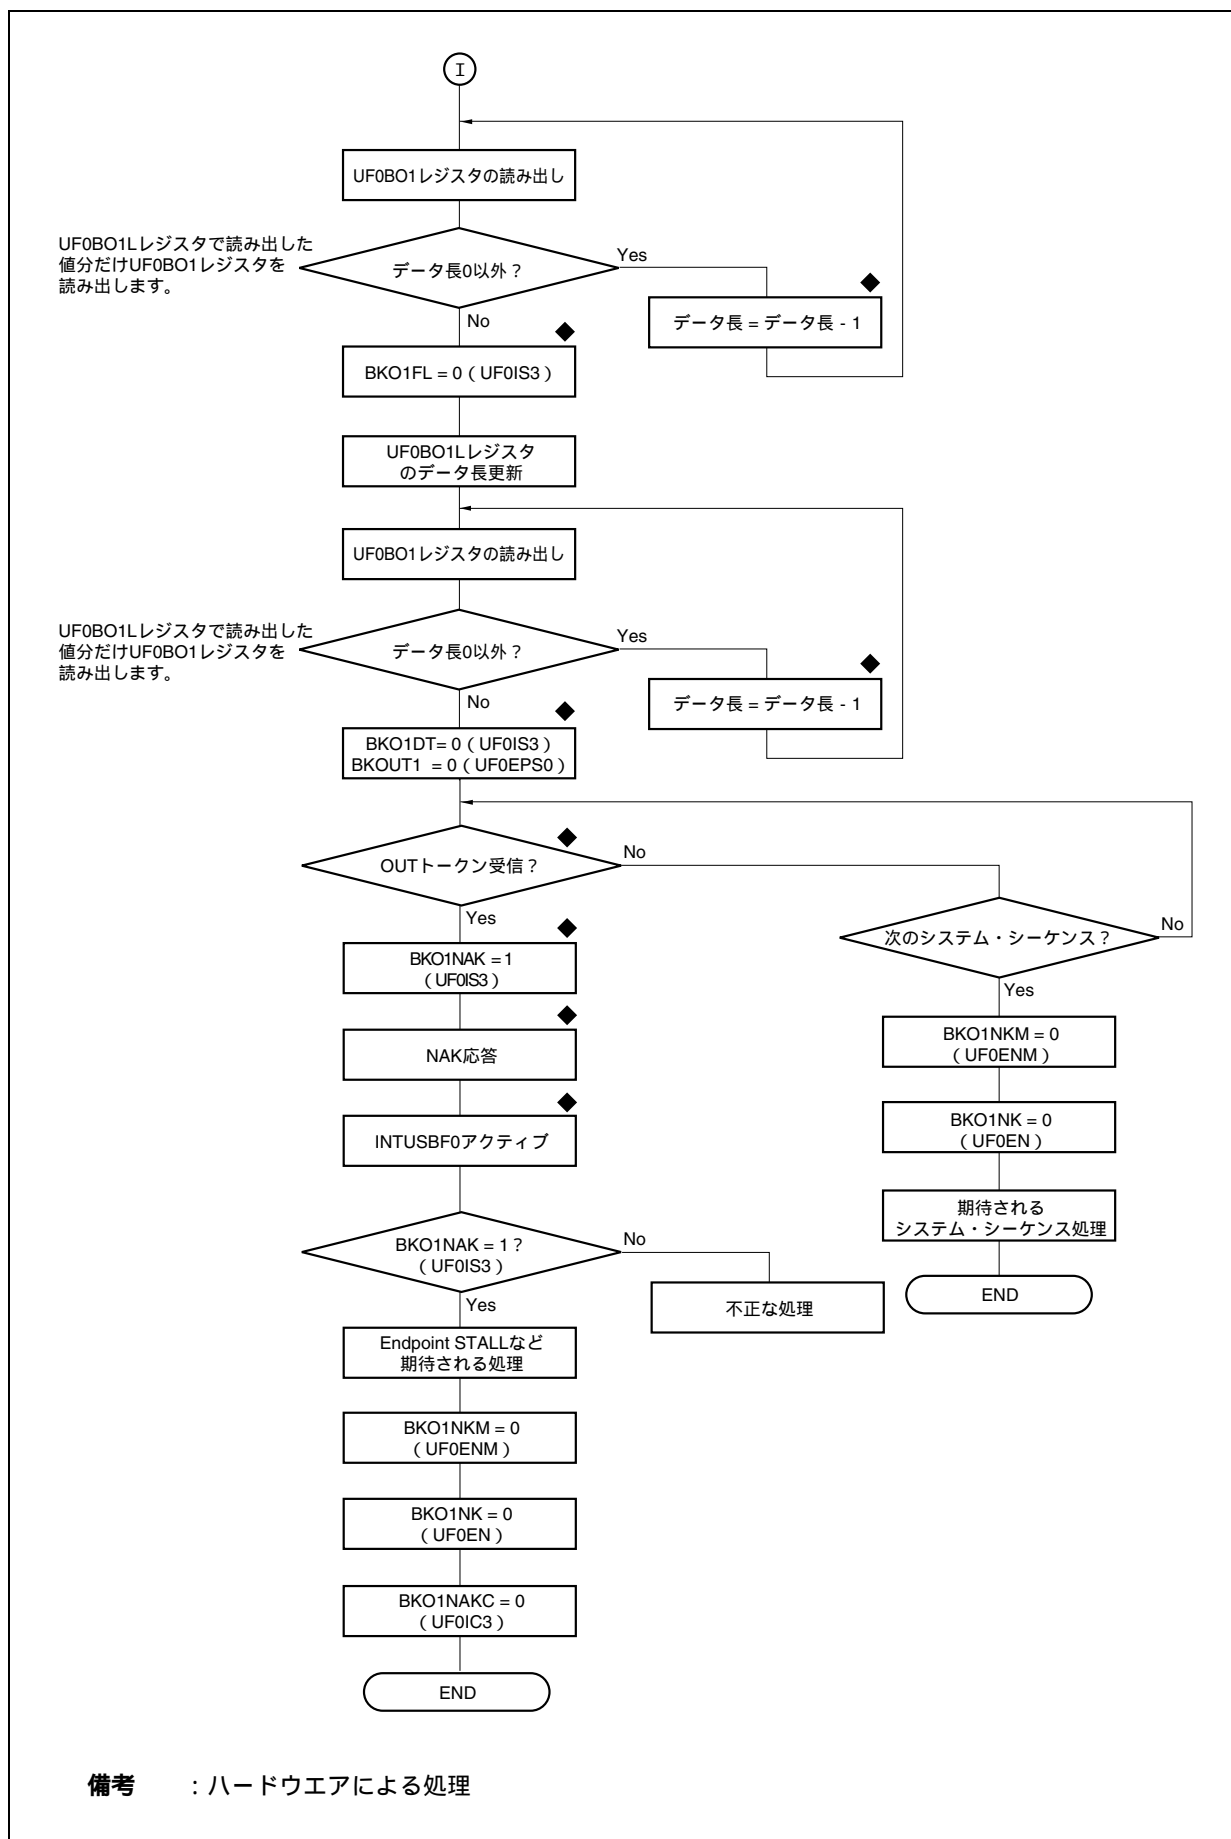 I
UF0BO1レジスタの読み出し
UF0BO1Lレジスタで読み出した
値分だけUF0BO1レジスタを
読み出します。
データ長0以外？
Yes
データ長 = データ長 - 1
No
BKO1FL = 0 ( UF0IS3 )
UF0BO1Lレジスタ
のデータ長更新
UF0BO1レジスタの読み出し
UF0BO1Lレジスタで読み出した
値分だけUF0BO1レジスタを
読み出します。
データ長0以外？
Yes
データ長 = データ長 - 1
No
BKO1DT= 0 ( UF0IS3 )
BKOUT1 = 0 ( UF0EPS0 )
OUTトークン受信？
No
Yes
次のシステム・シーケンス？
No
Yes
BKO1NAK = 1
( UF0IS3 )
NAK応答
INTUSBF0アクティブ
BKO1NKM = 0
( UF0ENM )
BKO1NK = 0
( UF0EN )
期待される
システム・シーケンス処理
END
BKO1NAK = 1 ?
( UF0IS3 )
No
不正な処理
Yes
Endpoint STALLなど
期待される処理
BKO1NKM = 0
( UF0ENM )
BKO1NK = 0
( UF0EN )
BKO1NAKC = 0
( UF0IC3 )
END
備考 : ハードウエアによる処理